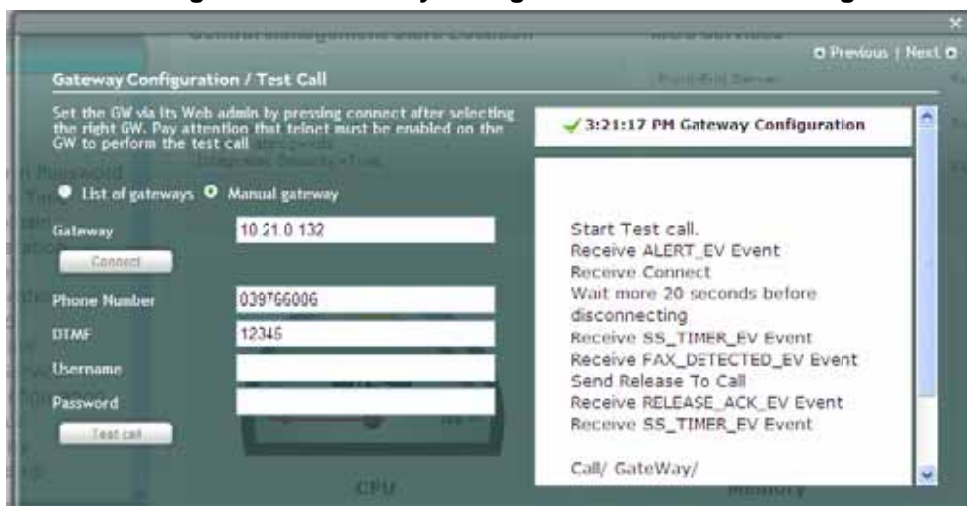 Previous | Next
Gateway Configuration / Test Call
Set the GW via Its Web admin by pressing connect after selecting
the right GW. Pay attention that telnet must be enabled on the
GW to perform the test call
List of gateways Manual gateway
Gateway 10 21 0 132
Connect
Phone Number 039766006
DTMF 12345
Username
Password
Test call
3:21:17 PM Gateway Configuration
Start Test call.
Receive ALERT_EV Event
Receive Connect
Wait more 20 seconds before
disconnecting
Receive SS_TIMER_EV Event
Receive FAX_DETECTED_EV Event
Send Release To Call
Receive RELEASE_ACK_EV Event
Receive SS_TIMER_EV Event
Call/ GateWay/
CPU
Memory